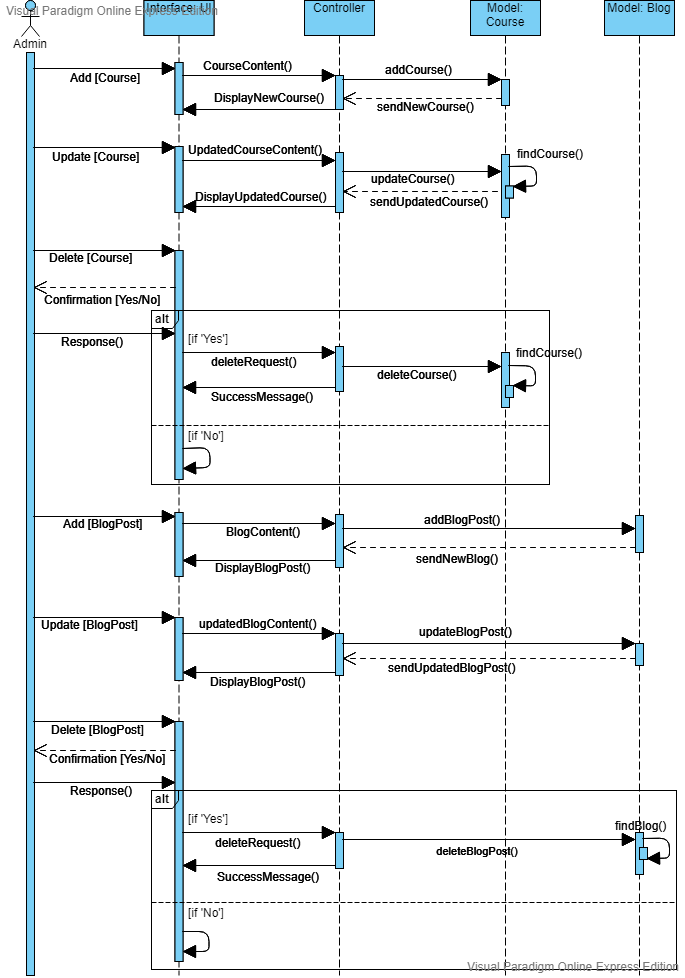 Visual Paradigm Online Express Edition
Admin
Interface: UI
Controller
Model:
Course
Model: Blog
Add [Course]
CourseContent()
addCourse()
DisplayNewCourse()
sendNewCourse()
Update [Course]
UpdatedCourseContent()
findCourse()
updateCourse()
DisplayUpdatedCourse()
sendUpdatedCourse()
Delete [Course]
Confirmation [Yes/No]
alt
Response()
[if 'Yes']
deleteRequest()
findCourse()
deleteCourse()
SuccessMessage()
[if 'No']
Add [BlogPost]
BlogContent()
addBlogPost()
DisplayBlogPost()
sendNewBlog()
Update [BlogPost]
updatedBlogContent()
updateBlogPost()
DisplayBlogPost()
sendUpdatedBlogPost()
Delete [BlogPost]
Confirmation [Yes/No]
Response()
alt
[if 'Yes']
deleteRequest()
findBlog()
deleteBlogPost()
SuccessMessage()
[if 'No']
Visual Paradigm Online Express Edition